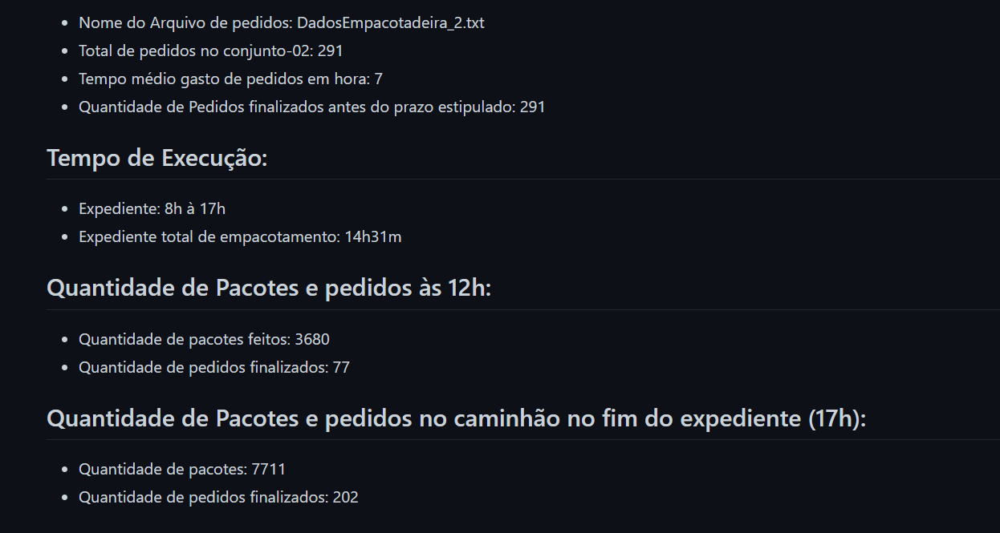 Nome do Arquivo de pedidos: DadosEmpacotadeira_2.txt
Total de pedidos no conjunto-02: 291
Tempo médio gasto de pedidos em hora: 7
Quantidade de Pedidos finalizados antes do prazo estipulado: 291
Tempo de Execução:
Expediente: 8h à 17h
Expediente total de empacotamento: 14h31m
Quantidade de Pacotes e pedidos às 12h:
Quantidade de pacotes feitos: 3680
Quantidade de pedidos finalizados: 77
Quantidade de Pacotes e pedidos no caminhão no fim do expediente (17h):
Quantidade de pacotes: 7711
Quantidade de pedidos finalizados: 202